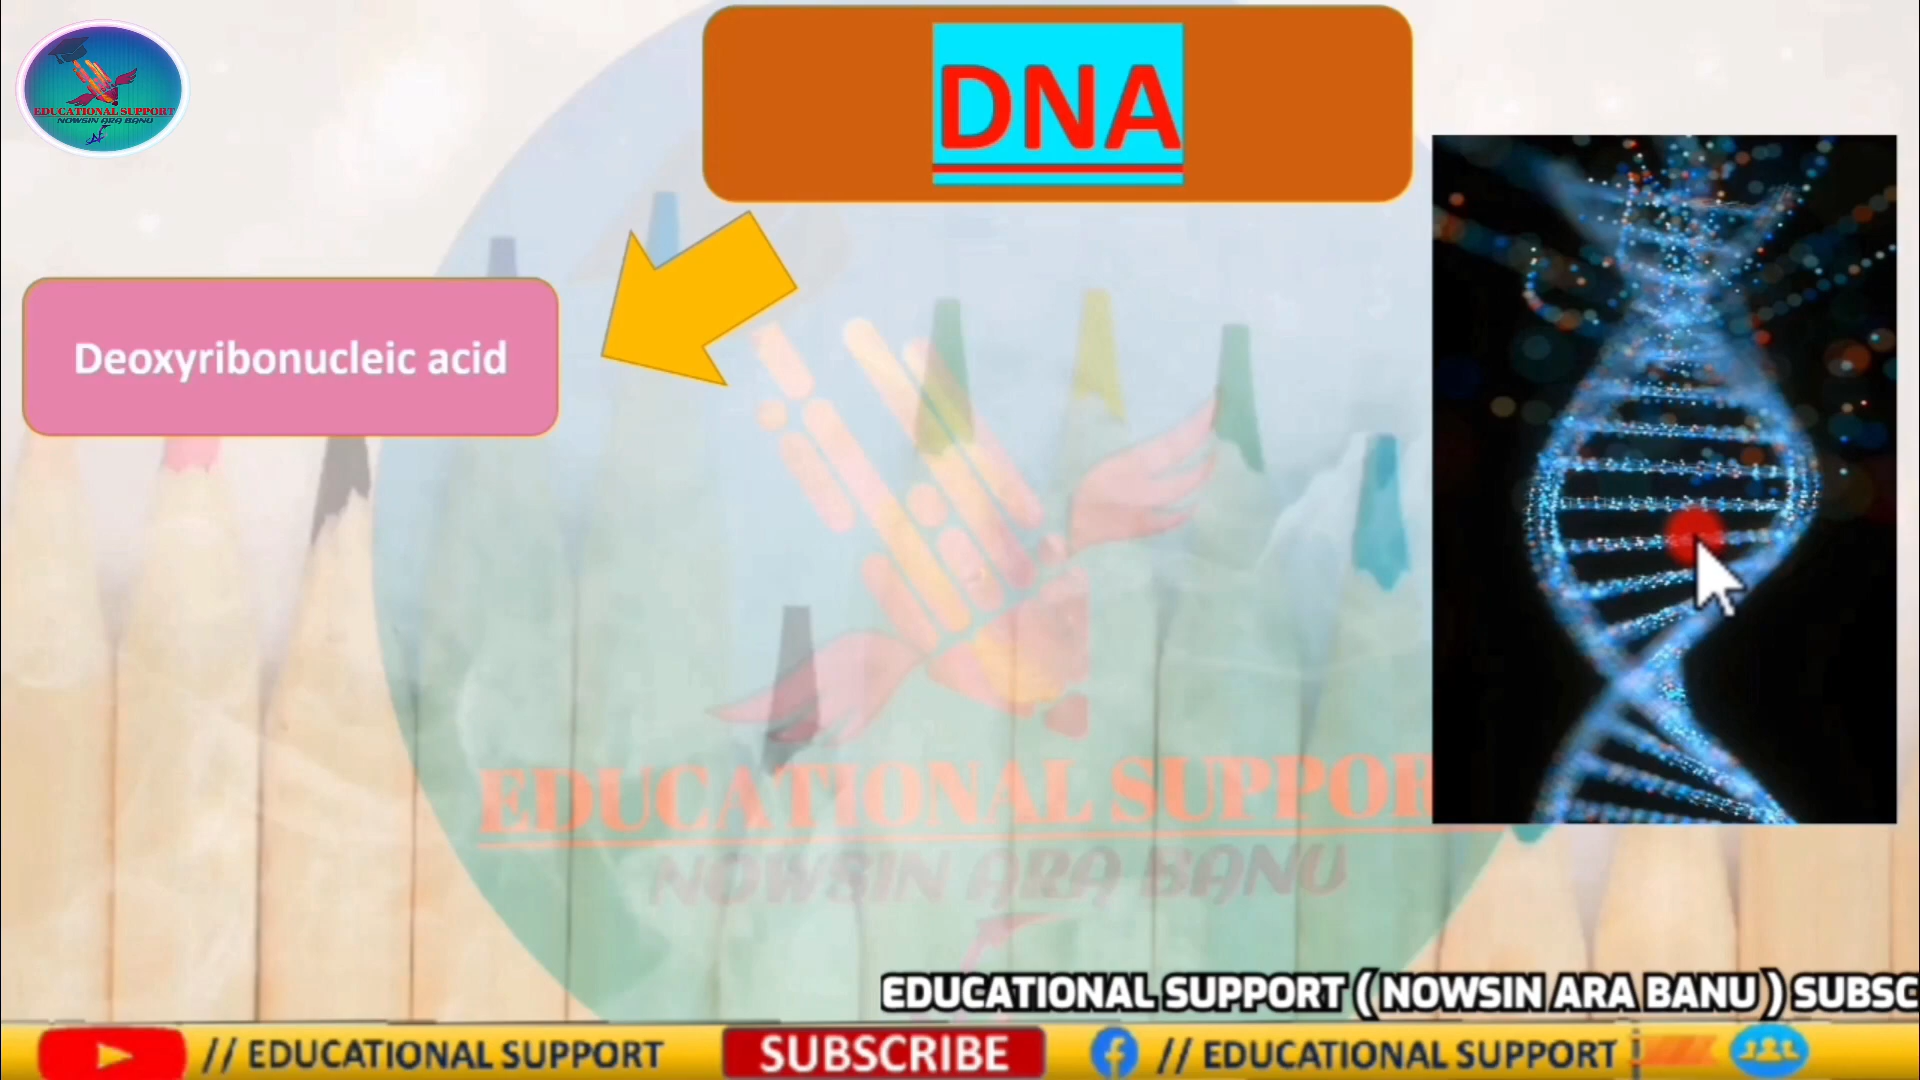 EDUCATIONAL SUPPORT
NOWSIN ARA BANU
DNA
Deoxyribonucleic acid
EDUCATIONAL SUPPOR
NOWSIN ARA BANU
EDUCATIONAL SUPPORT ( NOWSIN ARA BANU ) SUBSC
// EDUCATIONAL SUPPORT SUBSCRIBE // EDUCATIONAL SUPPORT